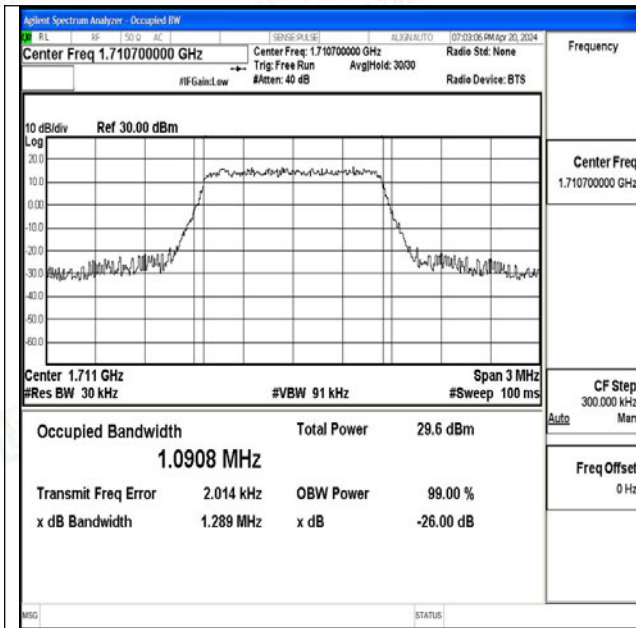 Agilent Spectrum Analyzer - Occupied BW
RL RF 50 Ω AC SENSE:PULSE ALIGNAUTO 07:03:06 PM Apr 20, 2024
Center Freq 1.710700000 GHz
Center Freq: 1.710700000 GHz
Radio Std: None
Trig: Free Run
Avg|Hold: 30/30
#IFGain:Low
#Atten: 40 dB
Radio Device: BTS
10 dB/div Ref 30.00 dBm
Log
20.0
10.0
0.00
-10.0
-20.0
-30.0
-40.0
-50.0
-60.0
Center 1.711 GHz
Span 3 MHz
#Res BW 30 kHz
#VBW 91 kHz
#Sweep 100 ms
Occupied Bandwidth
Total Power 29.6 dBm
1.0908 MHz
Transmit Freq Error 2.014 kHz
OBW Power 99.00 %
x dB Bandwidth 1.289 MHz
x dB -26.00 dB
MSG
STATUS
Frequency
Center Freq
1.710700000 GHz
CF Step
300.000 kHz
Auto Man
Freq Offset
0 Hz